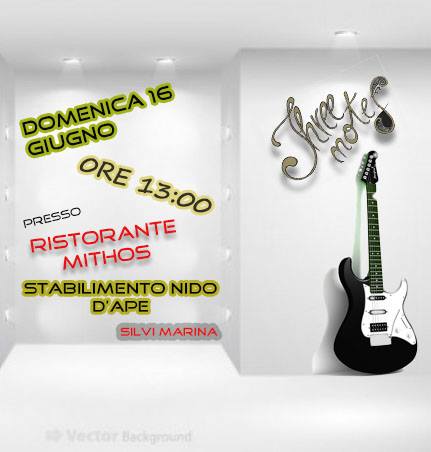 DOMENICA 16
GIUGNO
ORE 13:00
PRESSO
RISTORANTE
MITHOS
STABILIMENTO NIDO
D'APE
SILVI MARINA
Three
notes
Vector Background